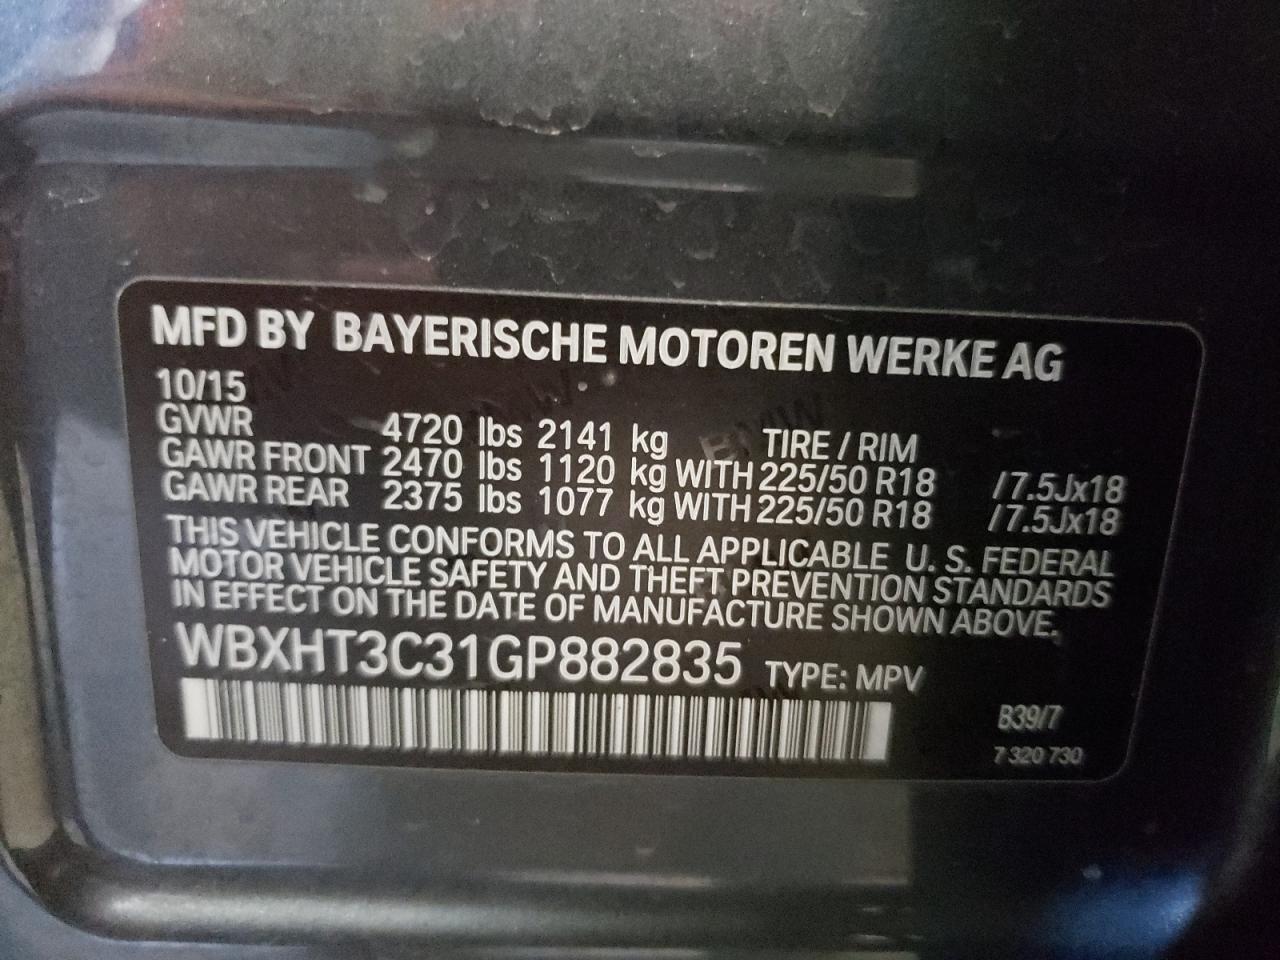 MFD BY BAYERISCHE MOTOREN WERKE AG
10/15
GVWR 4720 lbs 2141 kg TIRE / RIM
GAWR FRONT 2470 lbs 1120 kg WITH 225/50 R18 /7.5Jx18
GAWR REAR 2375 lbs 1077 kg WITH 225/50 R18 /7.5Jx18
THIS VEHICLE CONFORMS TO ALL APPLICABLE U. S. FEDERAL
MOTOR VEHICLE SAFETY AND THEFT PREVENTION STANDARDS
IN EFFECT ON THE DATE OF MANUFACTURE SHOWN ABOVE.
WBXHT3C31GP882835 TYPE: MPV
B39/7
7 320 730